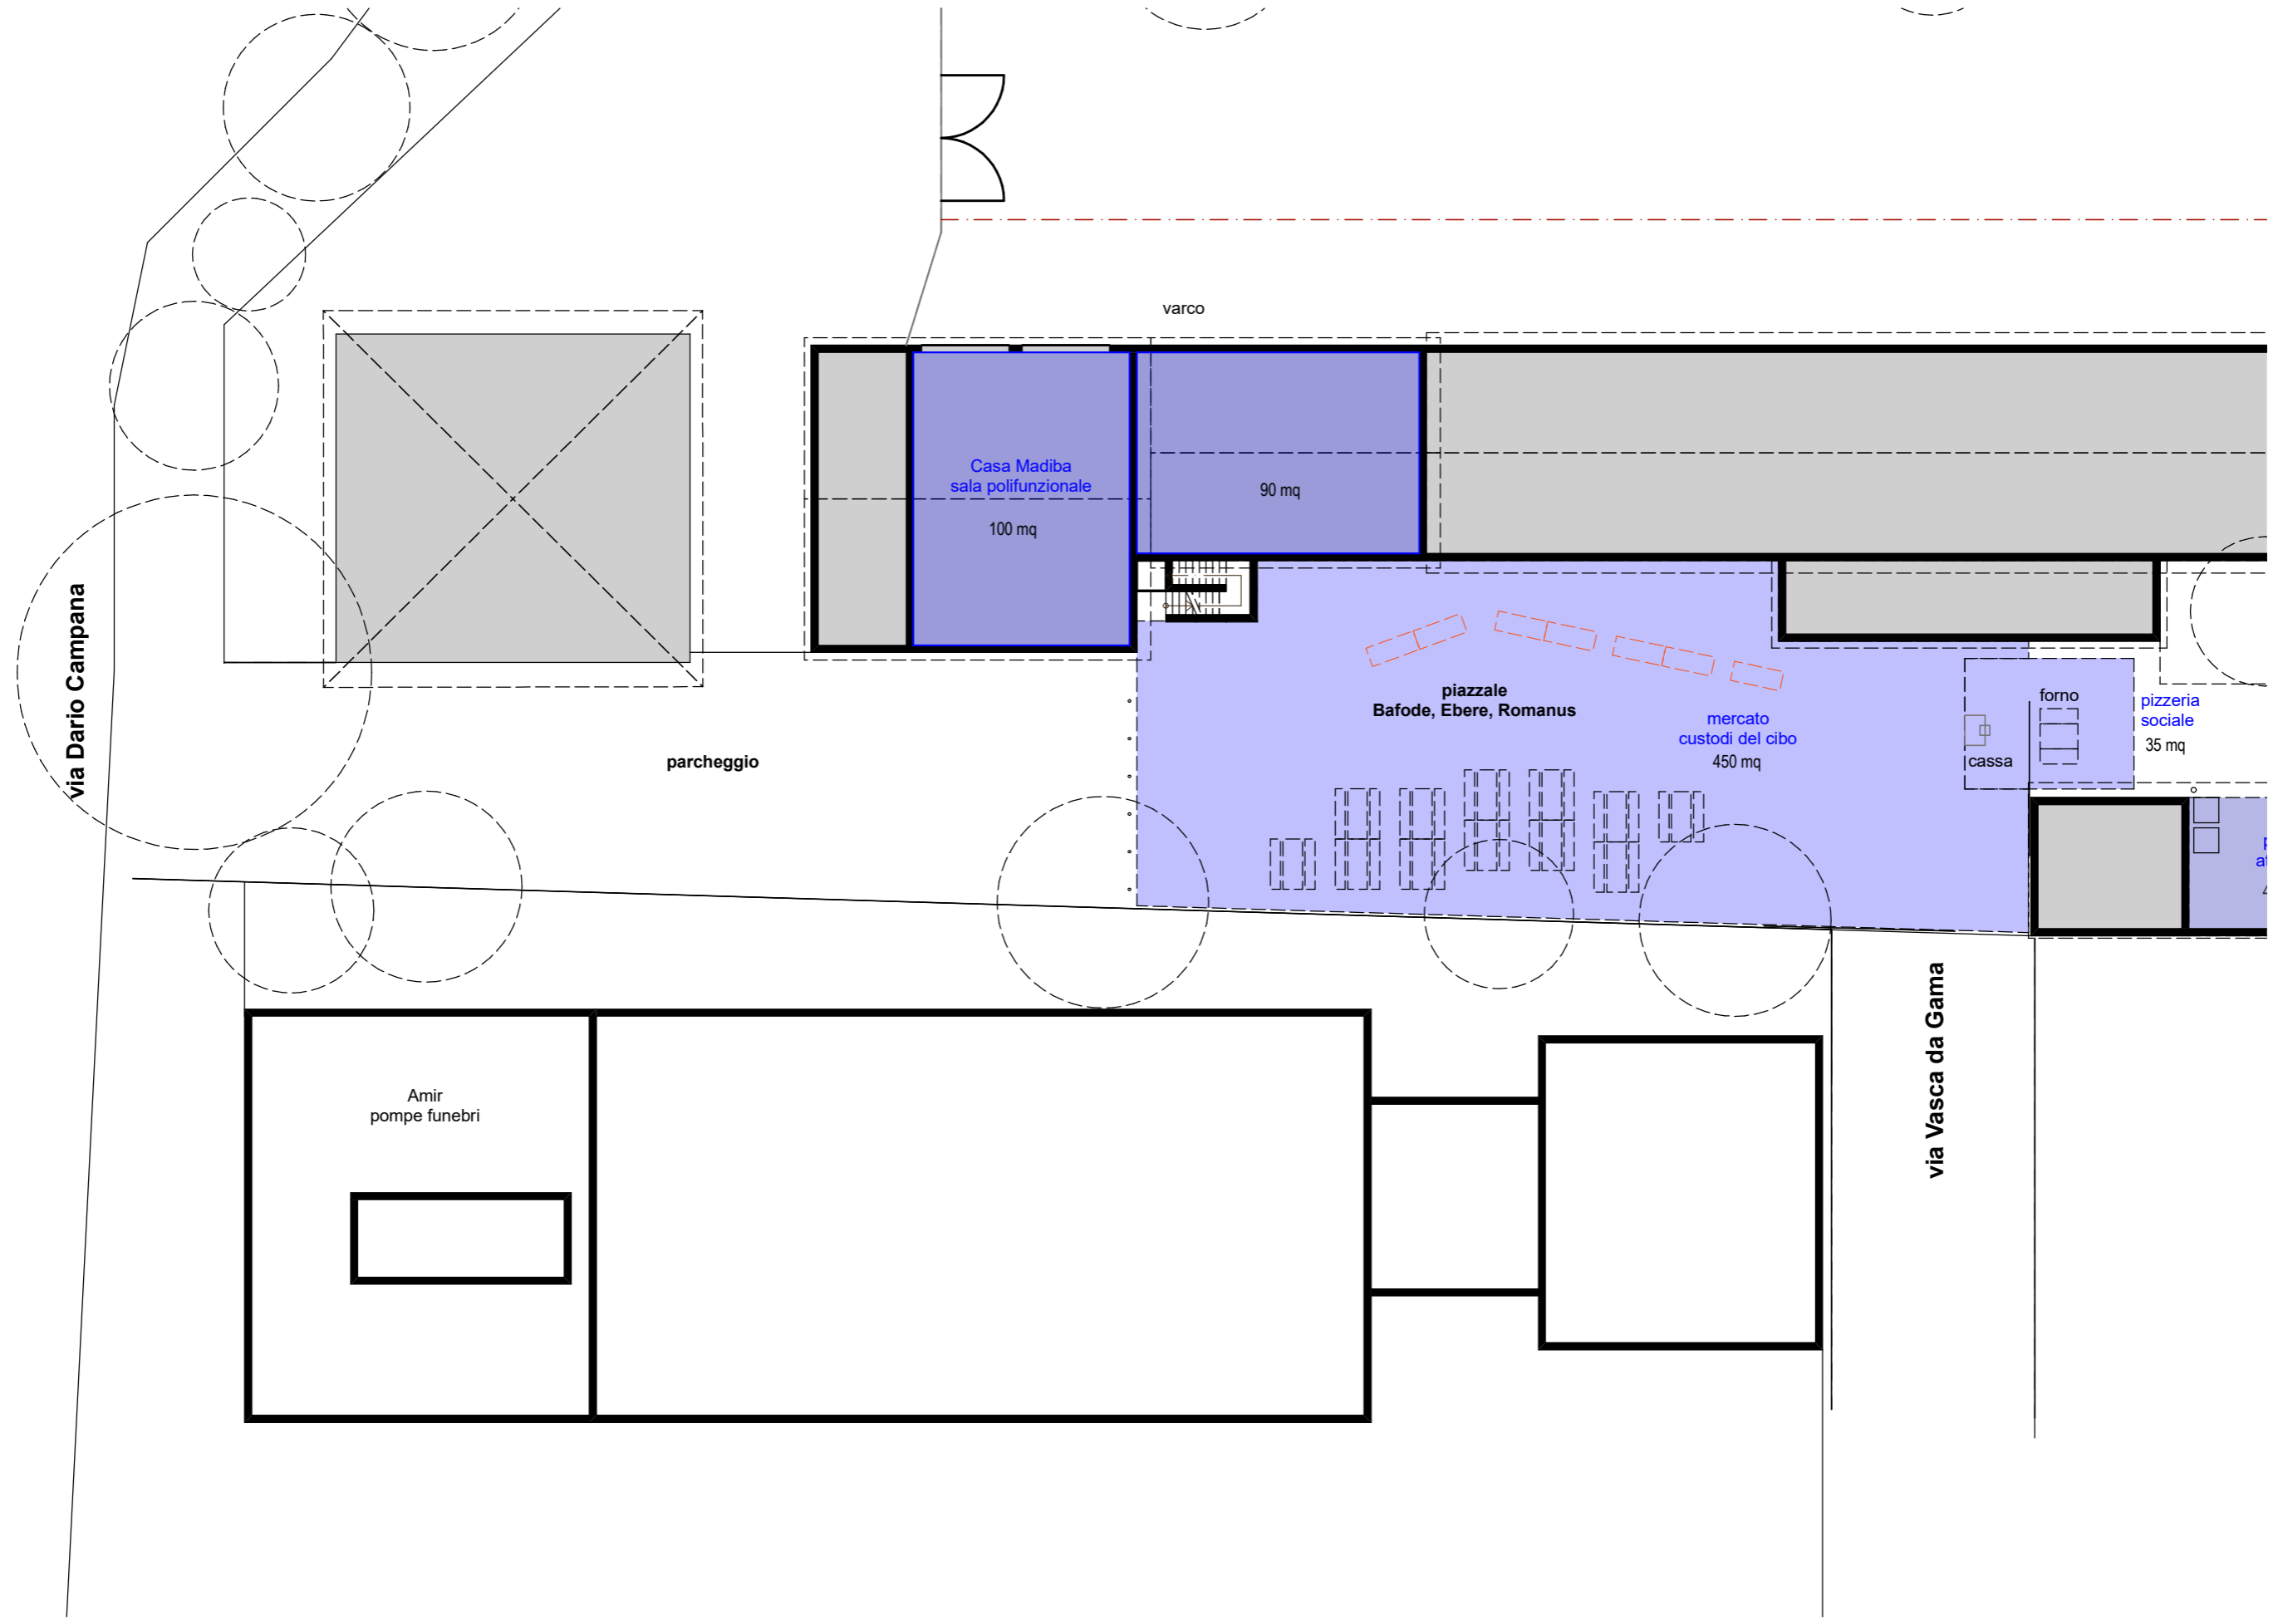 varco
Casa Madiba
sala polifunzionale
100 mq
90 mq
via Dario Campana
parcheggio
piazzale
Bafode, Ebere, Romanus
mercato
custodi del cibo
450 mq
forno
cassa
pizzeria
sociale
35 mq
via Vasca da Gama
Amir
pompe funebri